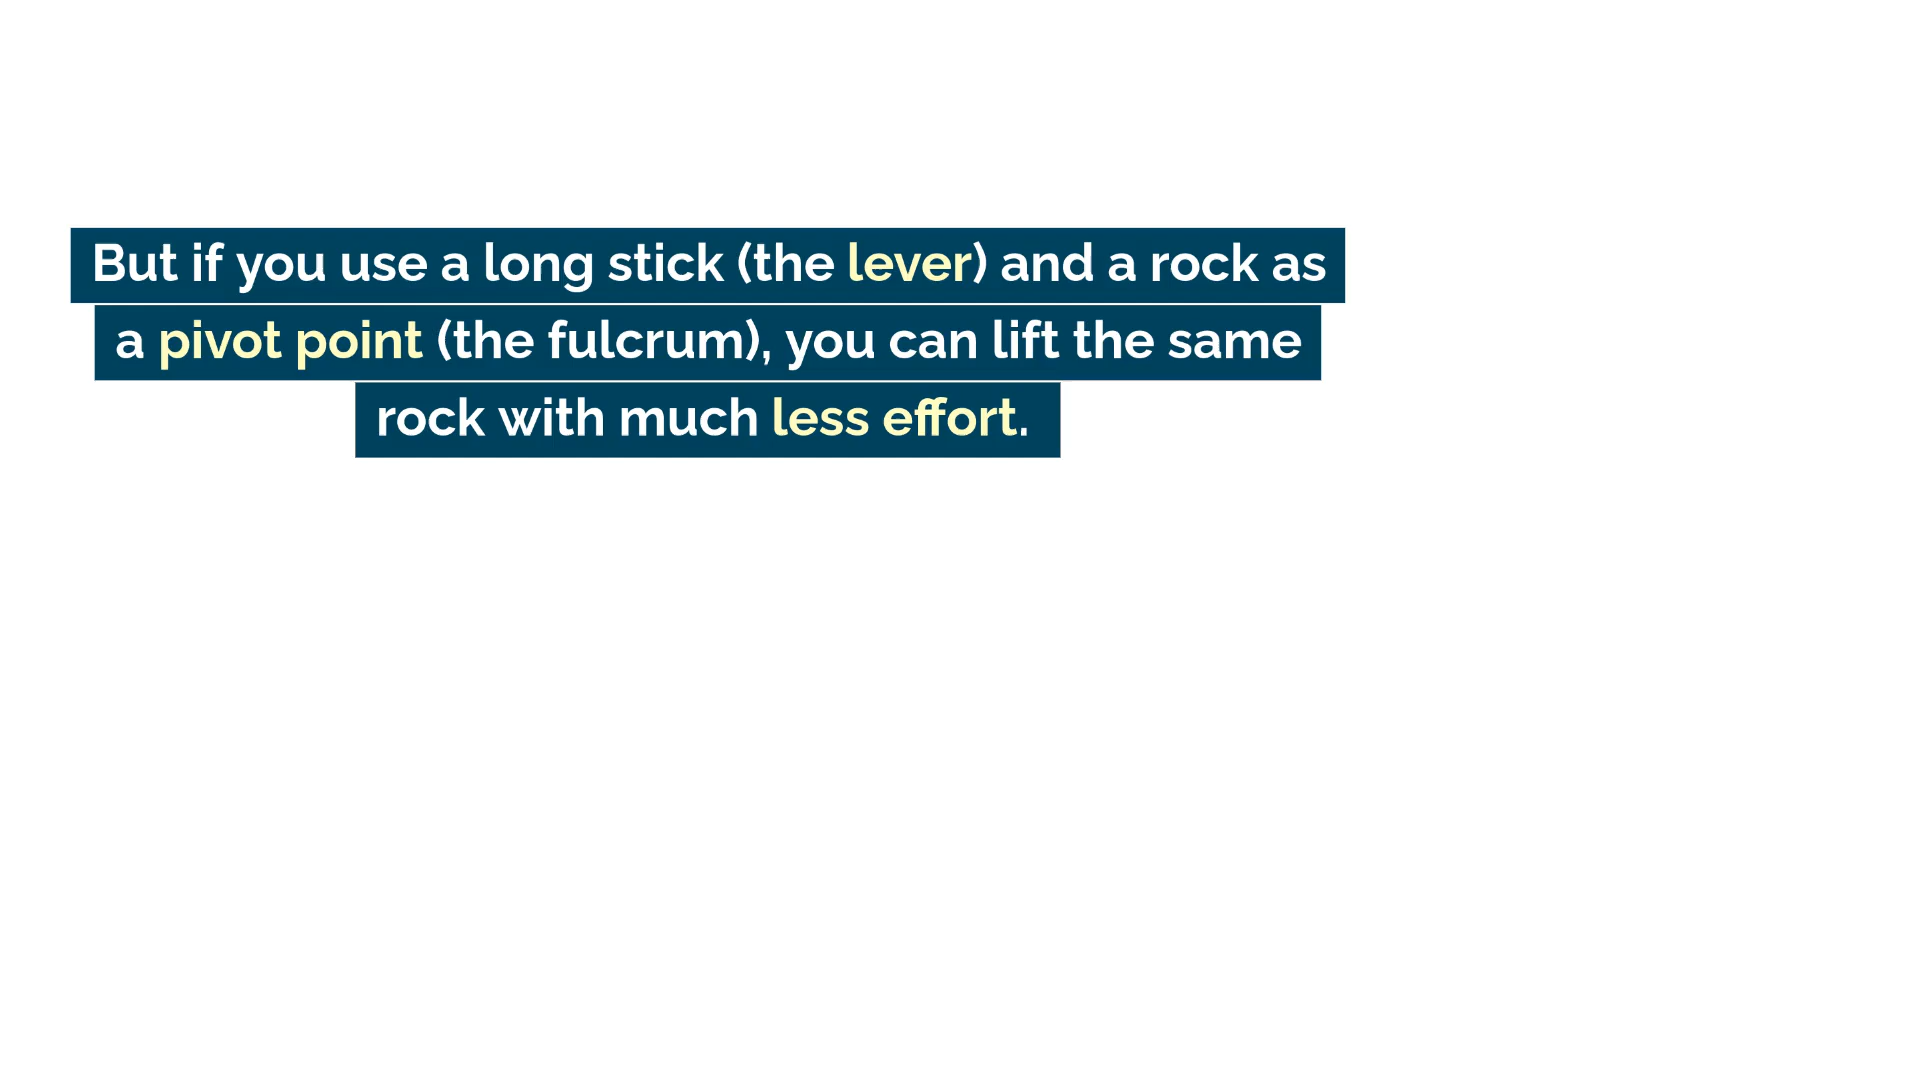 But if you use a long stick (the lever) and a rock as
a pivot point (the fulcrum), you can lift the same
rock with much less effort.